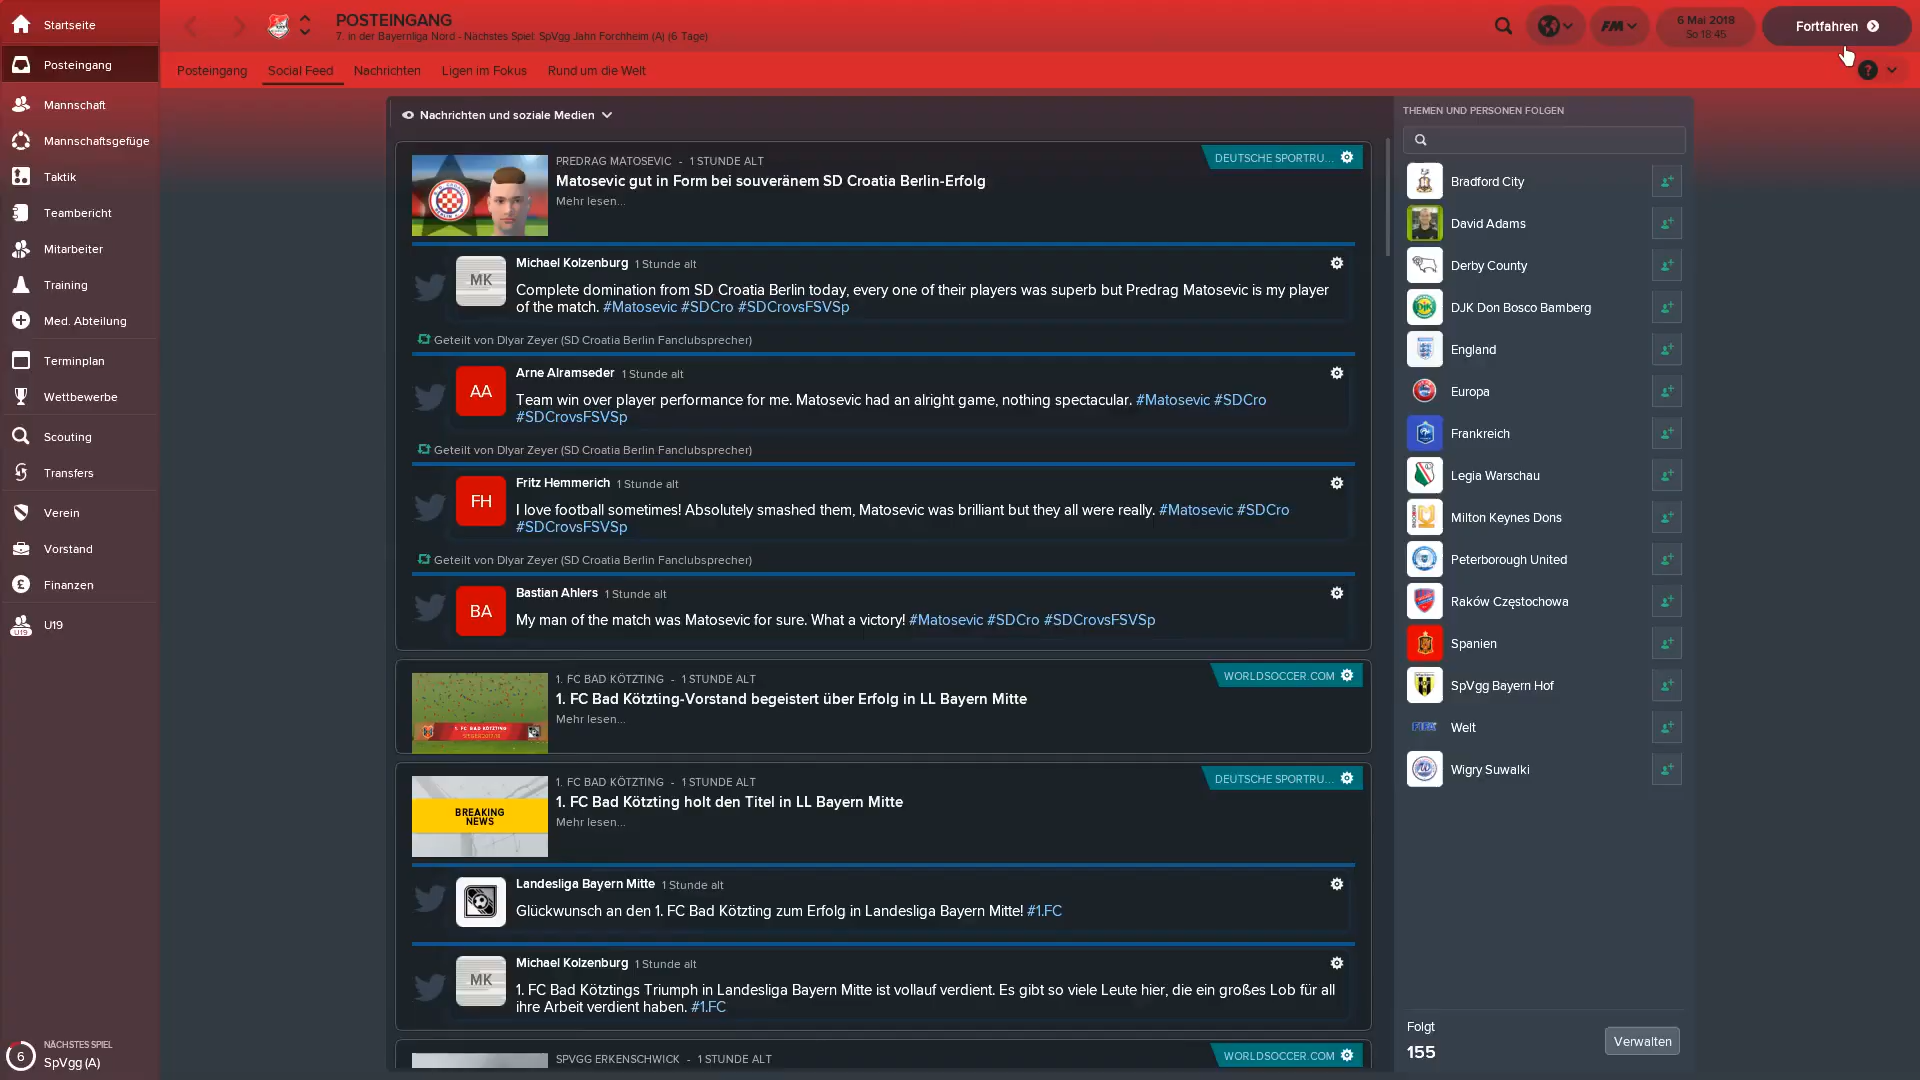 Startseite
Posteingang
Mannschaft
Mannschaftsgefüge
Taktik
Teambericht
Mitarbeiter
Training
Med. Abteilung
Terminplan
Wettbewerbe
Scouting
Transfers
Verein
Vorstand
Finanzen
U19
U19
6
NÄCHSTES SPIEL
SpVgg (A)
POSTEINGANG
7. in der Bayernliga Nord - Nächstes Spiel: SpVgg Jahn Forchheim (A) (6 Tage)
FM
6 Mai 2018
So 18:45
Fortfahren
Posteingang
Social Feed
Nachrichten
Ligen im Fokus
Rund um die Welt
?
Nachrichten und soziale Medien
PREDRAG MATOSEVIC - 1 STUNDE ALT
DEUTSCHE SPORTRU...
Matosevic gut in Form bei souveränem SD Croatia Berlin-Erfolg
Mehr lesen...
MK
Michael Kolzenburg 1 Stunde alt
Complete domination from SD Croatia Berlin today, every one of their players was superb but Predrag Matosevic is my player
of the match. #Matosevic #SDCro #SDCrovsFSVSp
Geteilt von Dlyar Zeyer (SD Croatia Berlin Fanclubsprecher)
AA
Arne Alramseder 1 Stunde alt
Team win over player performance for me. Matosevic had an alright game, nothing spectacular. #Matosevic #SDCro
#SDCrovsFSVSp
Geteilt von Dlyar Zeyer (SD Croatia Berlin Fanclubsprecher)
FH
Fritz Hemmerich 1 Stunde alt
I love football sometimes! Absolutely smashed them, Matosevic was brilliant but they all were really. #Matosevic #SDCro
#SDCrovsFSVSp
Geteilt von Dlyar Zeyer (SD Croatia Berlin Fanclubsprecher)
BA
Bastian Ahlers 1 Stunde alt
My man of the match was Matosevic for sure. What a victory! #Matosevic #SDCro #SDCrovsFSVSp
1. FC BAD KÖTZTING - 1 STUNDE ALT
WORLDSOCCER.COM
1. FC Bad Kötzting-Vorstand begeistert über Erfolg in LL Bayern Mitte
Mehr lesen...
1. FC BAD KÖTZTING
1. FC BAD KÖTZTING - 1 STUNDE ALT
DEUTSCHE SPORTRU...
1. FC Bad Kötzting holt den Titel in LL Bayern Mitte
Mehr lesen...
BREAKING
NEWS
Landesliga Bayern Mitte 1 Stunde alt
Glückwunsch an den 1. FC Bad Kötzting zum Erfolg in Landesliga Bayern Mitte! #1.FC
MK
Michael Kolzenburg 1 Stunde alt
1. FC Bad Kötztings Triumph in Landesliga Bayern Mitte ist vollauf verdient. Es gibt so viele Leute hier, die ein großes Lob für all
ihre Arbeit verdient haben. #1.FC
SPVGG ERKENSCHWICK - 1 STUNDE ALT
WORLDSOCCER.COM
THEMEN UND PERSONEN FOLGEN
Bradford City
David Adams
Derby County
DJK Don Bosco Bamberg
England
Europa
Frankreich
Legia Warschau
Milton Keynes Dons
Peterborough United
Raków Częstochowa
Spanien
SpVgg Bayern Hof
FIFA
Welt
Wigry Suwalki
Folgt
155
Verwalten